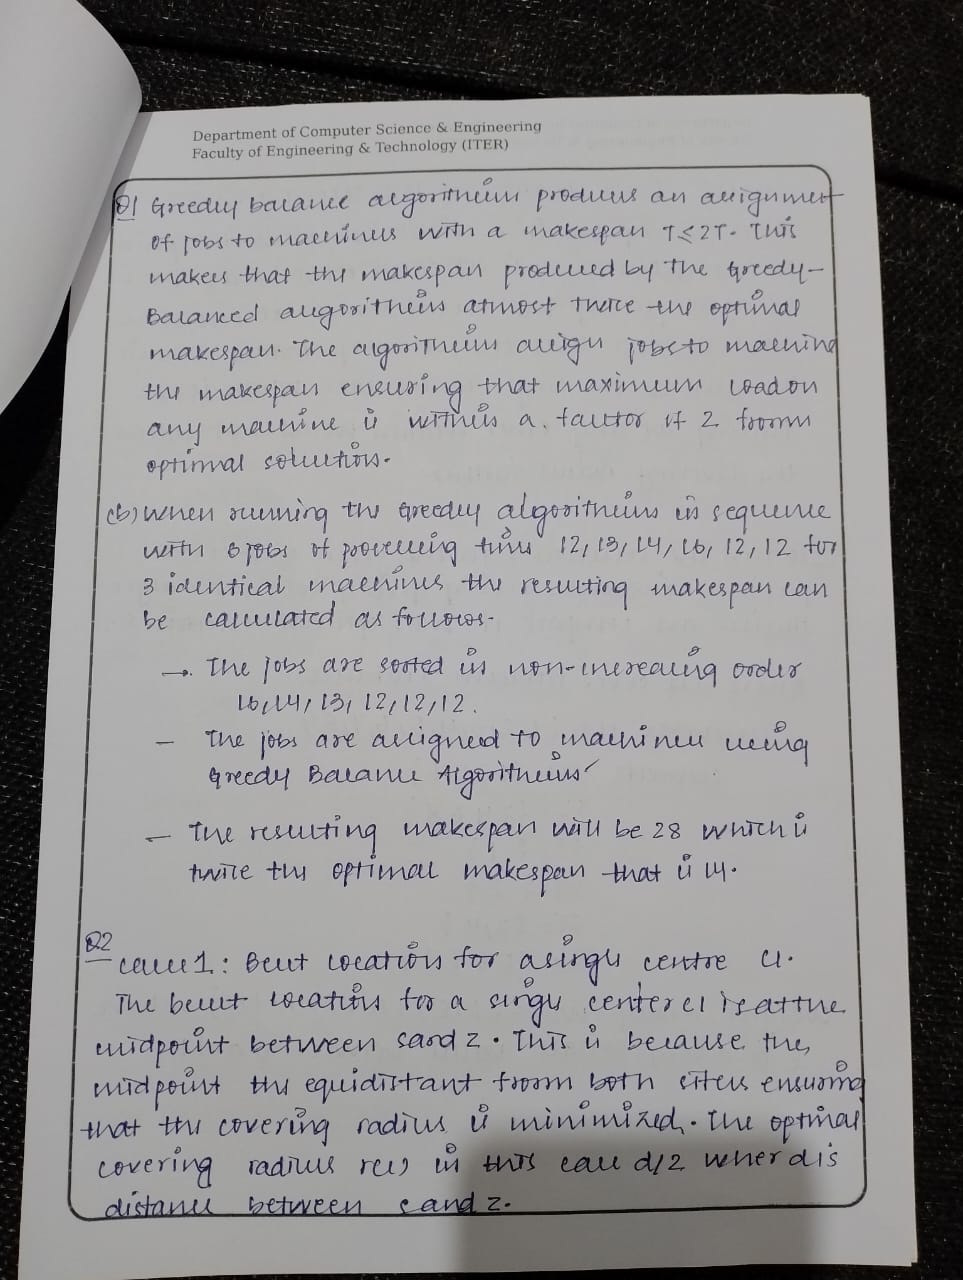 Department of Computer Science & Engineering
Faculty of Engineering & Technology (ITER)
Q1 Greedy balance algorithm produces an assignment
of jobs to machines with a makespan T ≤ 2T. This
makes that the makespan produced by the Greedy-
Balanced algorithm atmost twice the optimal
makespan. The algorithm assign jobs to machine
the makespan ensuring that maximum load on
any machine is within a factor of 2 from
optimal solution.
(b) When running the Greedy algorithm in sequence
with 6 jobs of processing time 12, 13, 14, 16, 12, 12 for
3 identical machines the resulting makespan can
be calculated as follows-
→. The jobs are sorted in non-increasing order
16, 14, 13, 12, 12, 12.
- The jobs are assigned to machines using
Greedy Balance Algorithm
- The resulting makespan will be 28 which is
twice the optimal makespan that is 14.
Q2
case 1: Best location for a single centre c1.
The best location for a single center c1 is at the
midpoint between s and z. This is because the
midpoint the equidistant from both sites ensuring
that the covering radius is minimized. The optimal
covering radius r(c1) in this case d/2 where d is
distance between s and z.